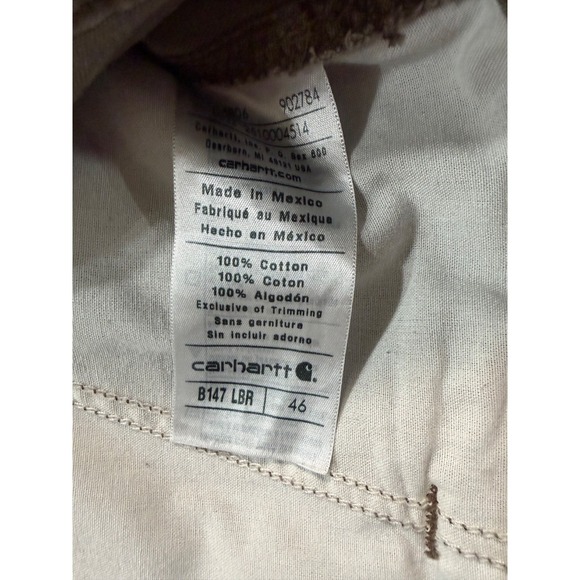 902784
Carhartt, Inc. P. O. Box 600
Dearborn, MI 48121 USA
carhartt.com
Made in Mexico
Fabriqué au Mexique
Hecho en México
100% Cotton
100% Coton
100% Algodón
Exclusive of Trimming
Sans garniture
Sin incluir adorno
carhartt
B147 LBR 46